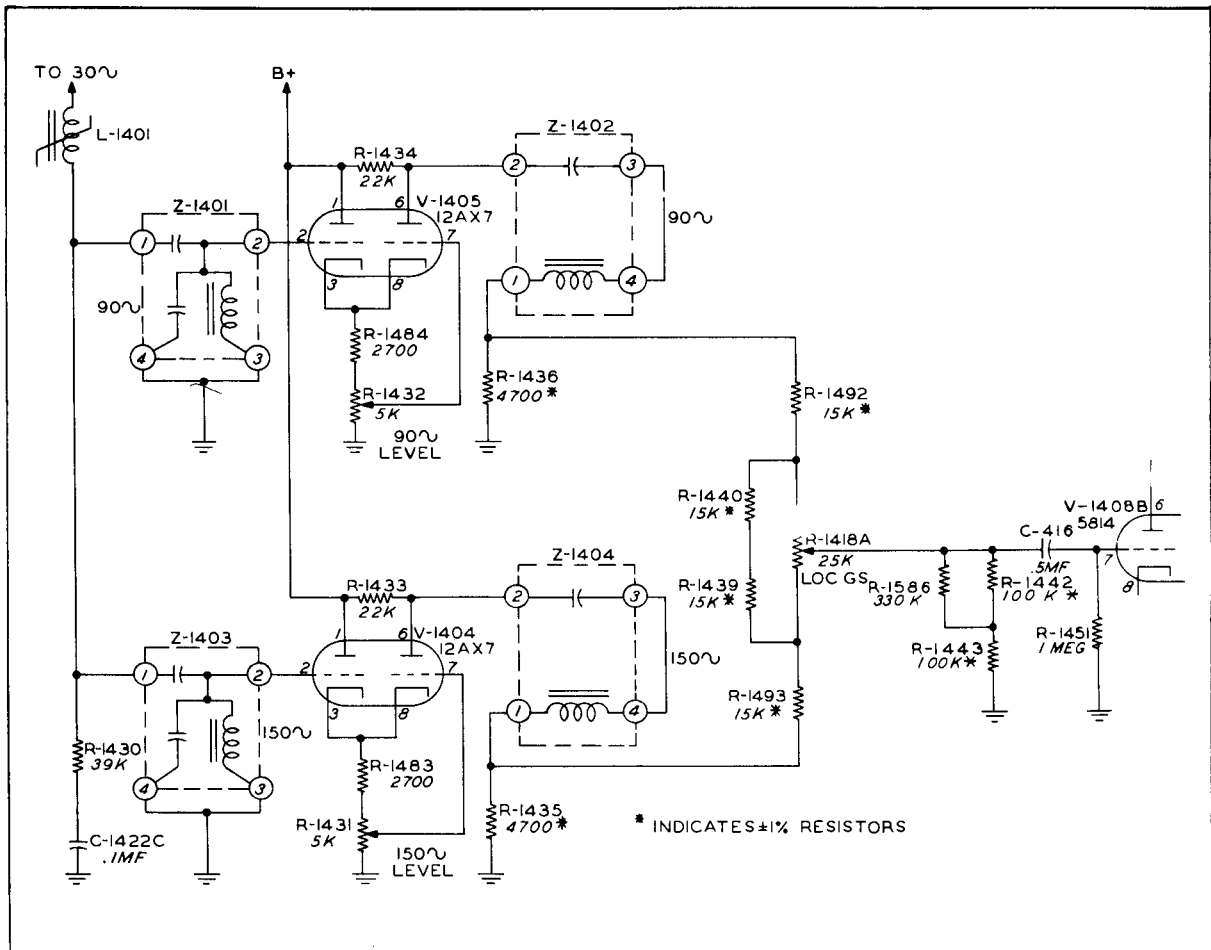 TO 30~
B+
L-1401
Z-1402
R-1434
22K
2
3
1
6
V-1405
12AX7
Z-1401
1
2
2
7
90~
90~
3
8
1
4
4
3
R-1484
2700
R-1436
4700*
R-1492
15K*
R-1432
5K
90~
LEVEL
R-1440
15K*
V-1408B
6
5814
C-416
.5MF
7
8
R-1418A
25K
LOC GS
Z-1404
R-1439
15K*
R-1586
330 K
R-1442
100 K*
R-1433
22K
2
3
1
6
V-1404
12AX7
R-1451
1 MEG
Z-1403
R-1443
100K*
150~
1
2
2
7
3
8
1
4
R-1493
15K*
150~
R-1430
39K
4
3
R-1483
2700
R-1431
5K
R-1435
4700*
* INDICATES ±1% RESISTORS
C-1422C
.1MF
150~
LEVEL